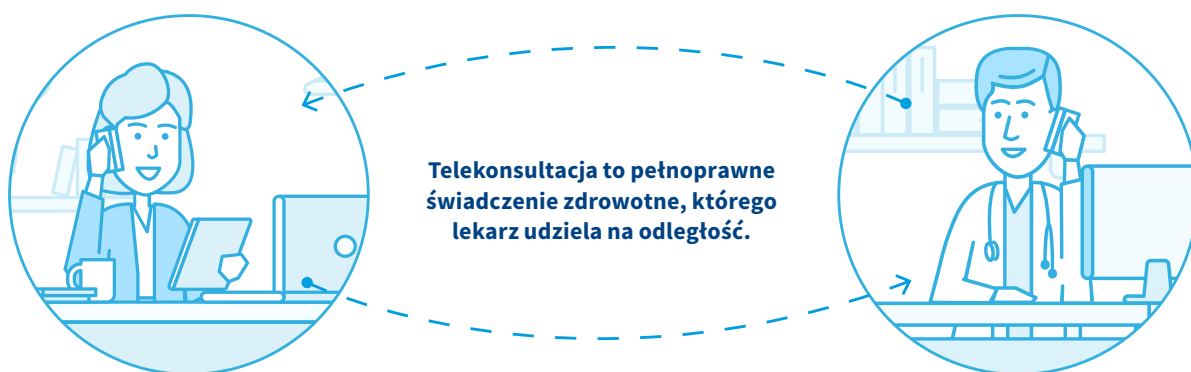 Telekonsultacja to pełnoprawne
świadczenie zdrowotne, którego
lekarz udziela na odległość.